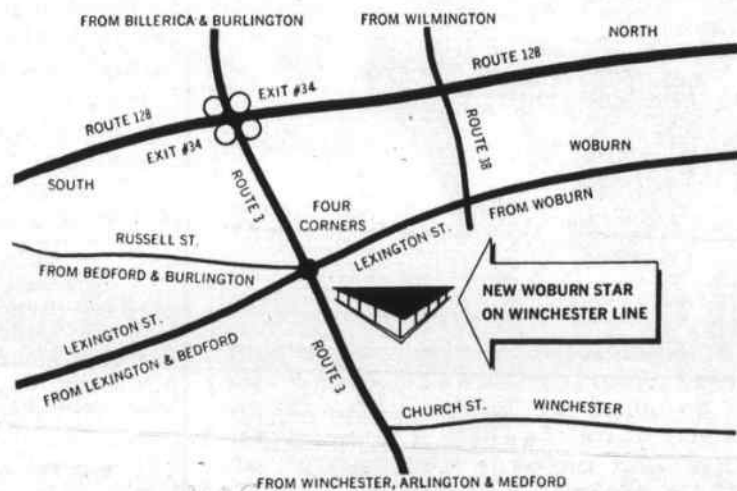 FROM BILLERICA & BURLINGTON
FROM WILMINGTON
NORTH
ROUTE 128
EXIT #34
ROUTE 128
EXIT #34
SOUTH
ROUTE 3
ROUTE 38
WOBURN
FROM WOBURN
FOUR
CORNERS
LEXINGTON ST.
RUSSELL ST.
FROM BEDFORD & BURLINGTON
NEW WOBURN STAR
ON WINCHESTER LINE
LEXINGTON ST.
FROM LEXINGTON & BEDFORD
ROUTE 3
CHURCH ST.
WINCHESTER
FROM WINCHESTER, ARLINGTON & MEDFORD